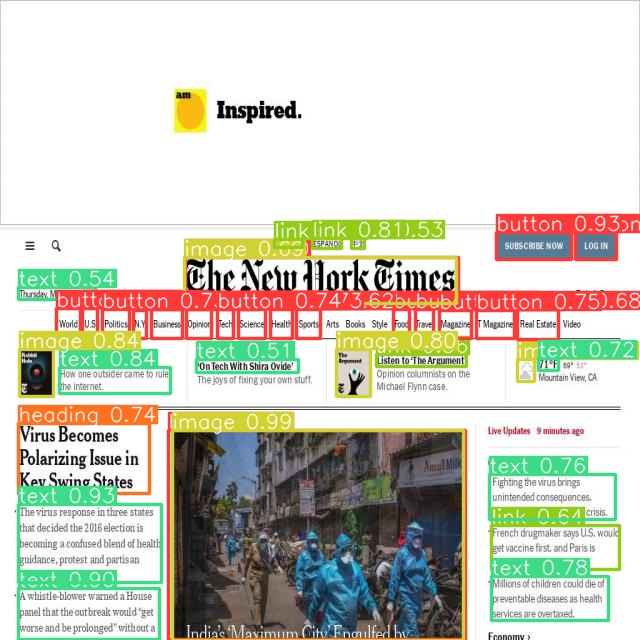 am
Inspired.
link link 0.81).53
button 0.93
ESPAÑOL
SUBSCRIBE NOW
LOG IN
image 0.69
The New York Times
text 0.54
Thursday, M
button 0.7
button 0.74
button 0.75).68
World U.S. Politics N.Y. Business Opinion Tech Science Health Sports Arts Books Style Food Travel Magazine T Magazine Real Estate Video
image 0.84
Rabbit
Hole
text 0.84
How one outsider came to rule
the internet.
text 0.51
‘On Tech With Shira Ovide’
The joys of fixing your own stuff.
image 0.80
The
Argument
Listen to ‘The Argument’
Opinion columnists on the
Michael Flynn case.
text 0.72
71°F 69° 53°
Mountain View, CA
heading 0.74
Virus Becomes
Polarizing Issue in
Key Swing States
text 0.93
The virus response in three states
that decided the 2016 election is
becoming a confused blend of health
guidance, protest and partisan
text 0.90
A whistle-blower warned a House
panel that the outbreak would “get
worse and be prolonged” without a
image 0.99
Amul Milk
India's ‘Maximum City’ Engulfed by
Live Updates 9 minutes ago
text 0.76
Fighting the virus brings
unintended consequences.
crisis.
link 0.64
French drugmaker says U.S. would
get vaccine first, and Paris is
text 0.78
Millions of children could die of
preventable diseases as health
services are overtaxed.
Economy ›